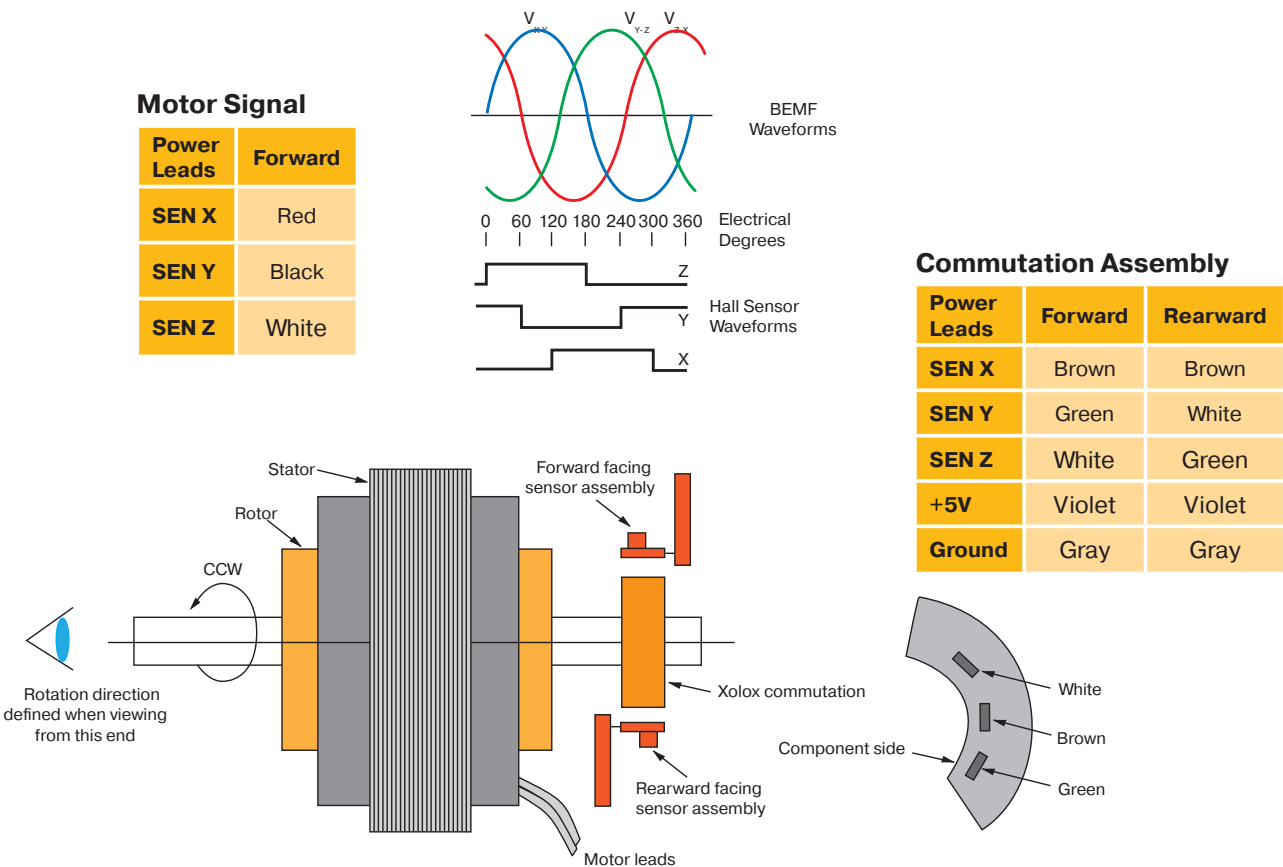 V X-Y
V Y-Z
V Z-X
BEMF
Waveforms
0 60 120 180 240 300 360
Electrical
Degrees
Z
Y
X
Hall Sensor
Waveforms
Motor Signal
Power
Leads
Forward
SEN X Red
SEN Y Black
SEN Z White
Commutation Assembly
Power
Leads
Forward Rearward
SEN X Brown Brown
SEN Y Green White
SEN Z White Green
+5V Violet Violet
Ground Gray Gray
Stator
Rotor
CCW
Rotation direction
defined when viewing
from this end
Forward facing
sensor assembly
Xolox commutation
Rearward facing
sensor assembly
Motor leads
Component side
White
Brown
Green